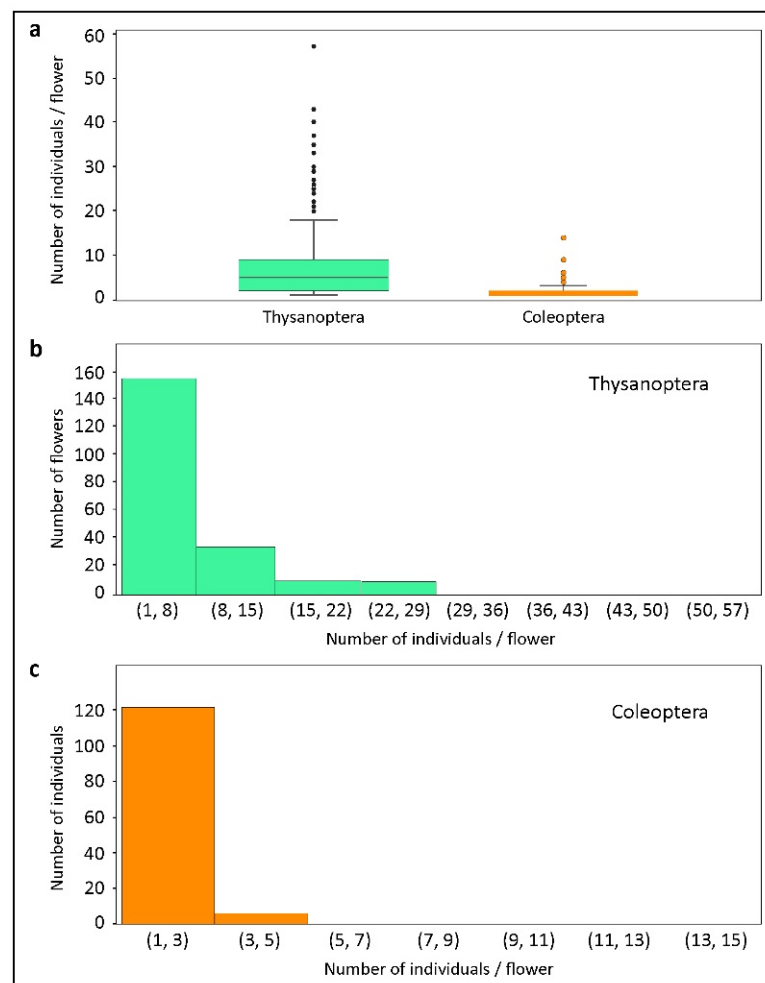 a
Number of individuals / flower
60
50
40
30
20
10
0
Thysanoptera Coleoptera
b
Number of flowers
160
140
120
100
80
60
40
20
0
Thysanoptera
(1, 8) (8, 15) (15, 22) (22, 29) (29, 36) (36, 43) (43, 50) (50, 57)
Number of individuals / flower
c
Number of individuals
120
100
80
60
40
20
0
Coleoptera
(1, 3) (3, 5) (5, 7) (7, 9) (9, 11) (11, 13) (13, 15)
Number of individuals / flower